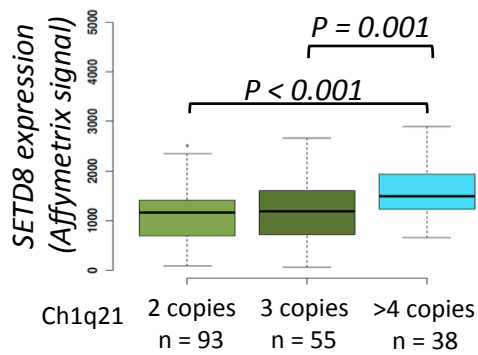 SETD8 expression
(Affymetrix signal)
5000
4000
3000
2000
1000
0
P = 0.001
P < 0.001
Ch1q21
2 copies
n = 93
3 copies
n = 55
>4 copies
n = 38